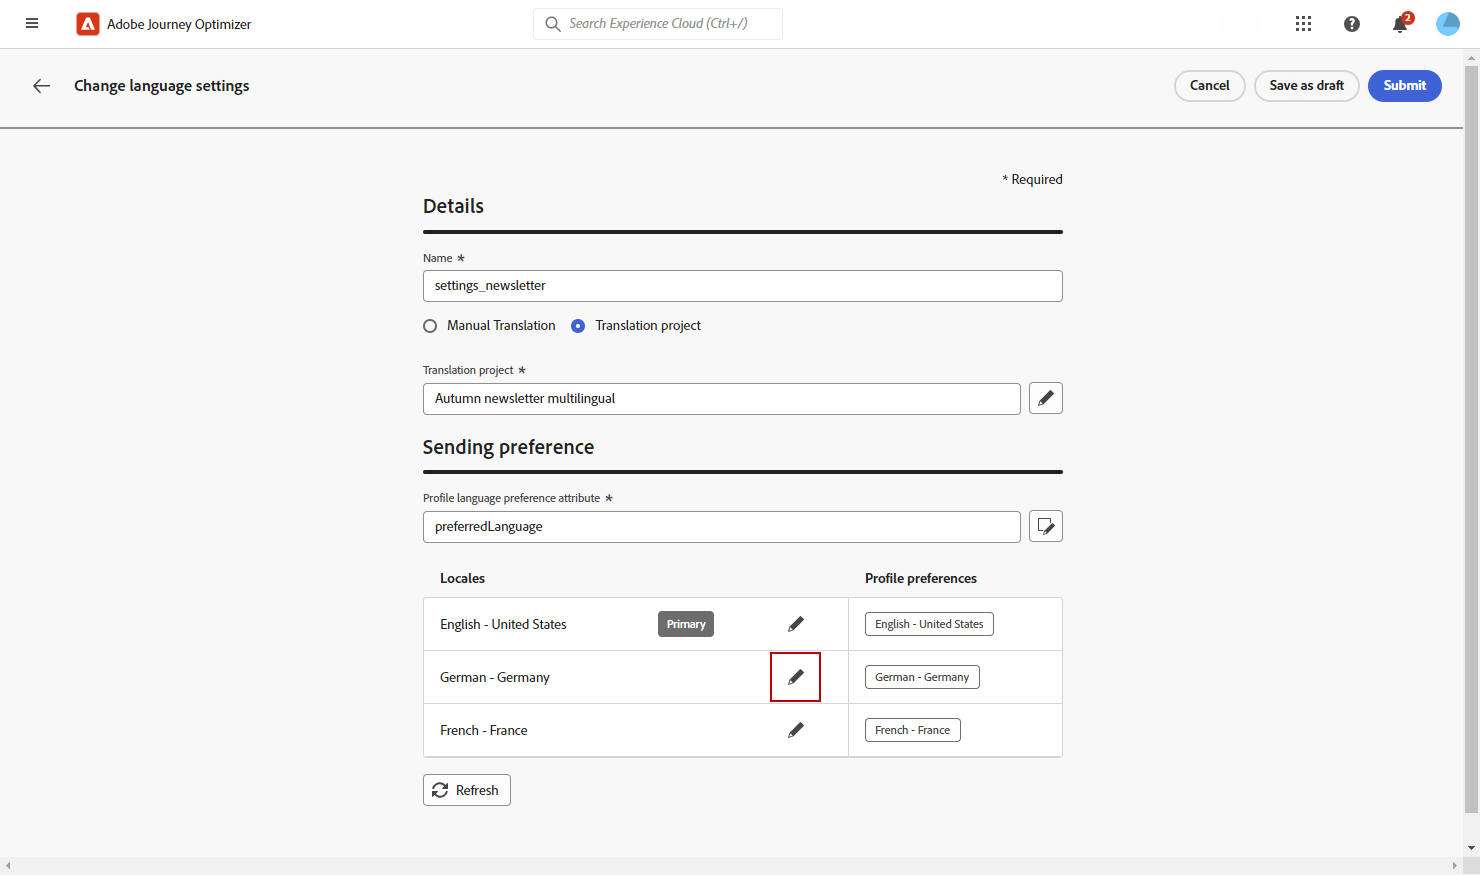 Adobe Journey Optimizer
Search Experience Cloud (Ctrl+/)
2
Change language settings
Cancel
Save as draft
Submit
* Required
Details
Name *
settings_newsletter
Manual Translation
Translation project
Translation project *
Autumn newsletter multilingual
Sending preference
Profile language preference attribute *
preferredLanguage
Locales
Profile preferences
English - United States
Primary
English - United States
German - Germany
German - Germany
French - France
French - France
Refresh